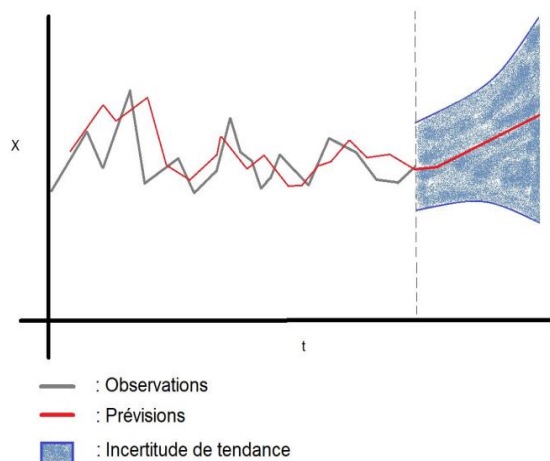 X
t
: Observations
: Prévisions
: Incertitude de tendance